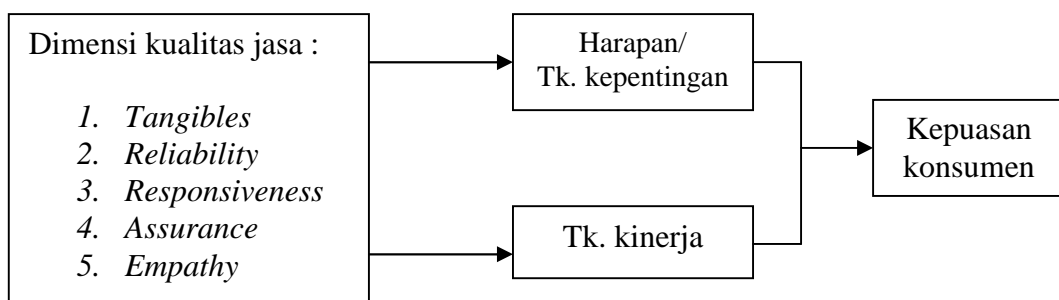 Dimensi kualitas jasa :
1. Tangibles
2. Reliability
3. Responsiveness
4. Assurance
5. Empathy
Harapan/
Tk. kepentingan
Tk. kinerja
Kepuasan
konsumen